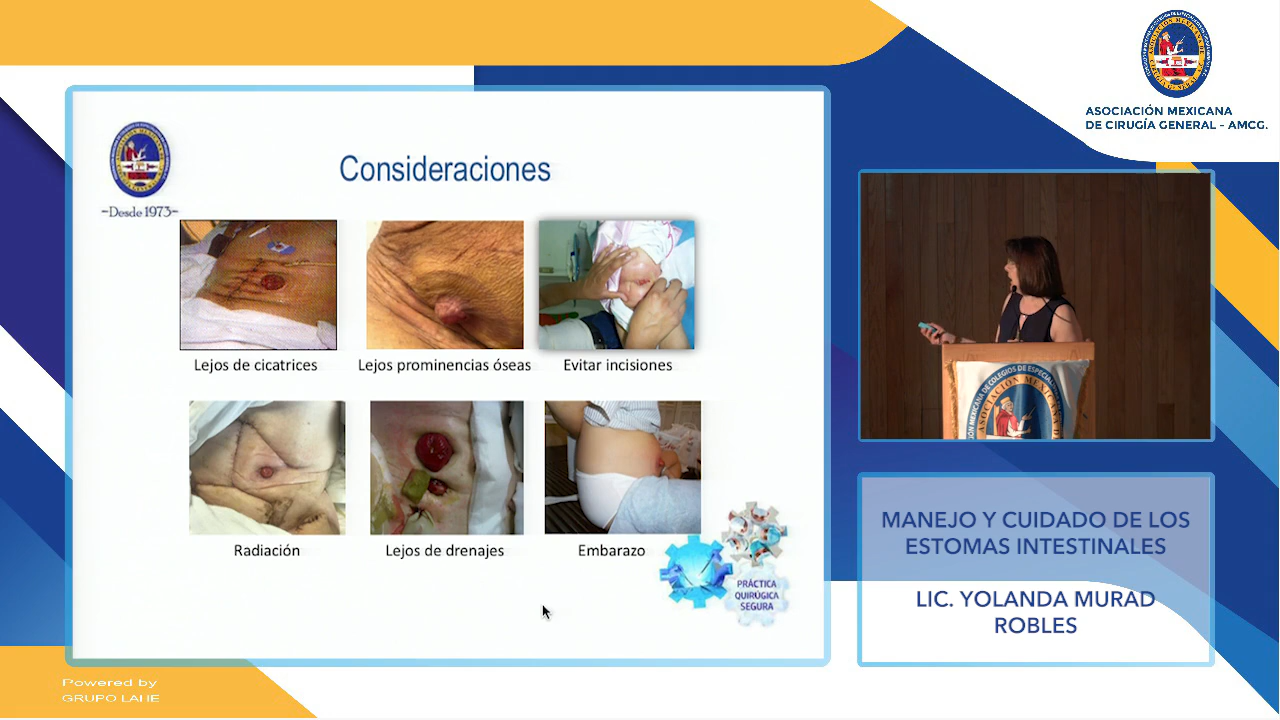 ASOCIACIÓN MEXICANA
DE CIRUGÍA GENERAL - AMCG.
Consideraciones
-Desde 1973-
Lejos de cicatrices
Lejos prominencias óseas
Evitar incisiones
Radiación
Lejos de drenajes
Embarazo
PRÁCTICA
QUIRÚGICA
SEGURA
MANEJO Y CUIDADO DE LOS
ESTOMAS INTESTINALES
LIC. YOLANDA MURAD
ROBLES
Powered by
GRUPO LAHE